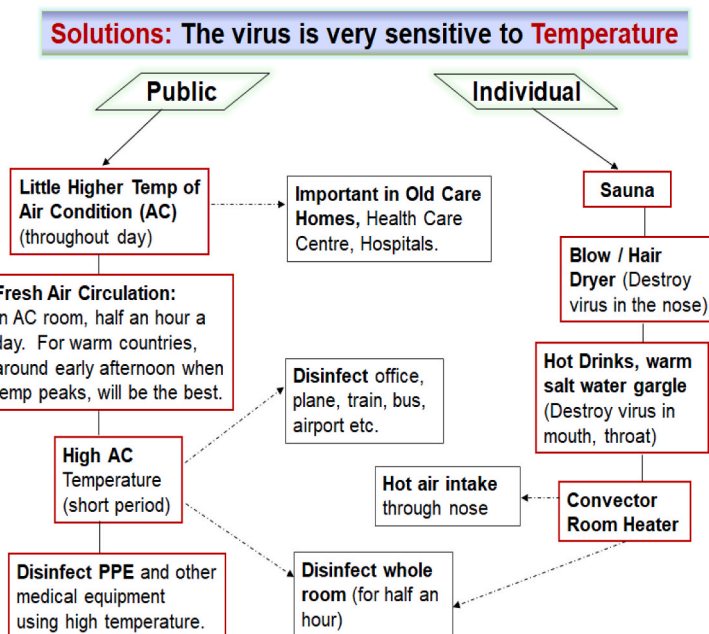 Solutions: The virus is very sensitive to Temperature
Public
Individual
Little Higher Temp of
Air Condition (AC)
(throughout day)
Important in Old Care
Homes, Health Care
Centre, Hospitals.
Sauna
Blow / Hair
Dryer (Destroy
virus in the nose)
Fresh Air Circulation:
in AC room, half an hour a
day. For warm countries,
around early afternoon when
temp peaks, will be the best.
Disinfect office,
plane, train, bus,
airport etc.
Hot Drinks, warm
salt water gargle
(Destroy virus in
mouth, throat)
High AC
Temperature
(short period)
Hot air intake
through nose
Convector
Room Heater
Disinfect PPE and other
medical equipment
using high temperature.
Disinfect whole
room (for half an
hour)